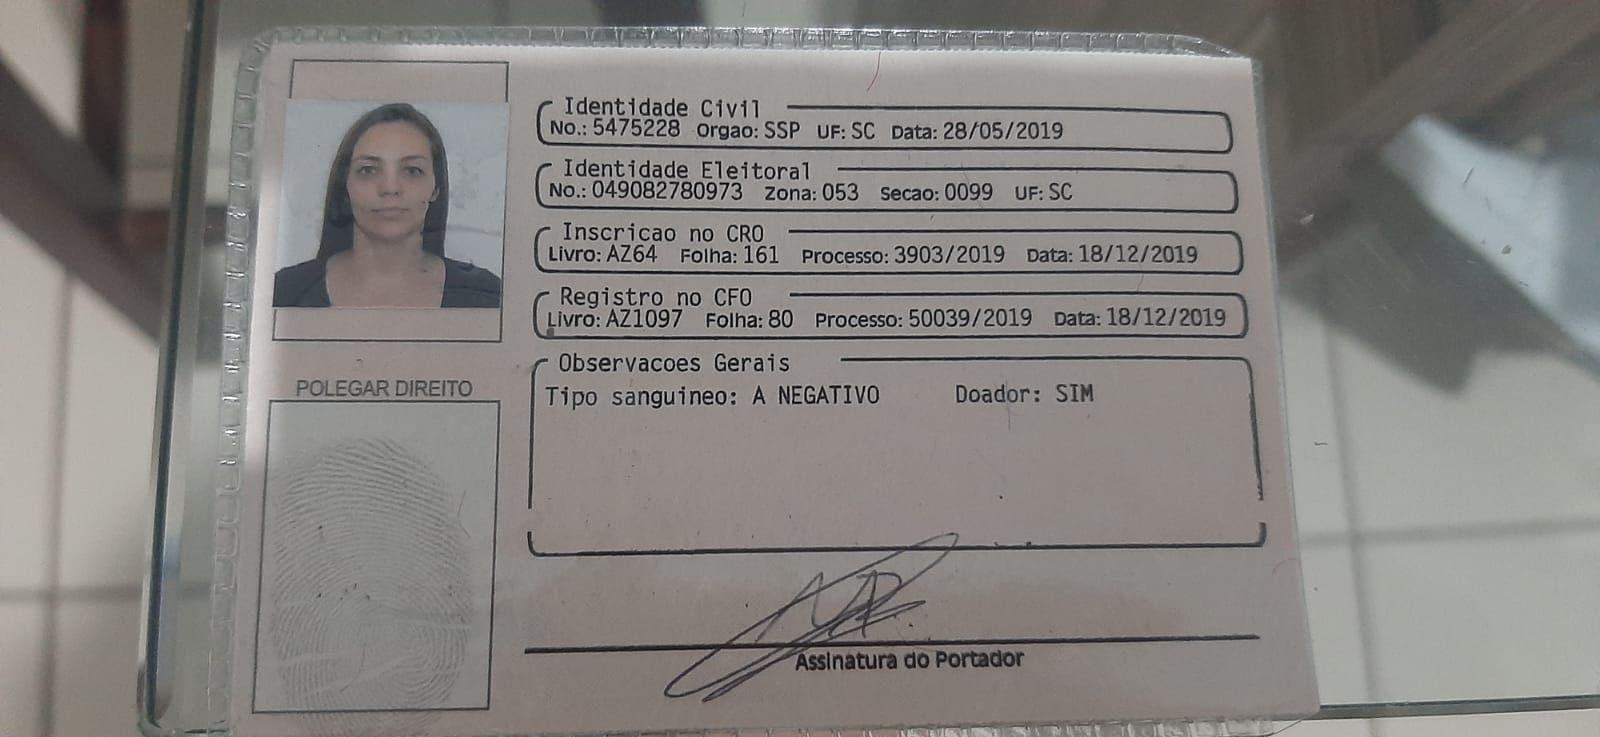 Identidade Civil
No.: 5475228 Orgao: SSP UF: SC Data: 28/05/2019
Identidade Eleitoral
No.: 049082780973 Zona: 053 Secao: 0099 UF: SC
Inscricao no CRO
Livro: AZ64 Folha: 161 Processo: 3903/2019 Data: 18/12/2019
Registro no CFO
Livro: AZ1097 Folha: 80 Processo: 50039/2019 Data: 18/12/2019
Observacoes Gerais
Tipo sanguineo: A NEGATIVO Doador: SIM
POLEGAR DIREITO
Assinatura do Portador